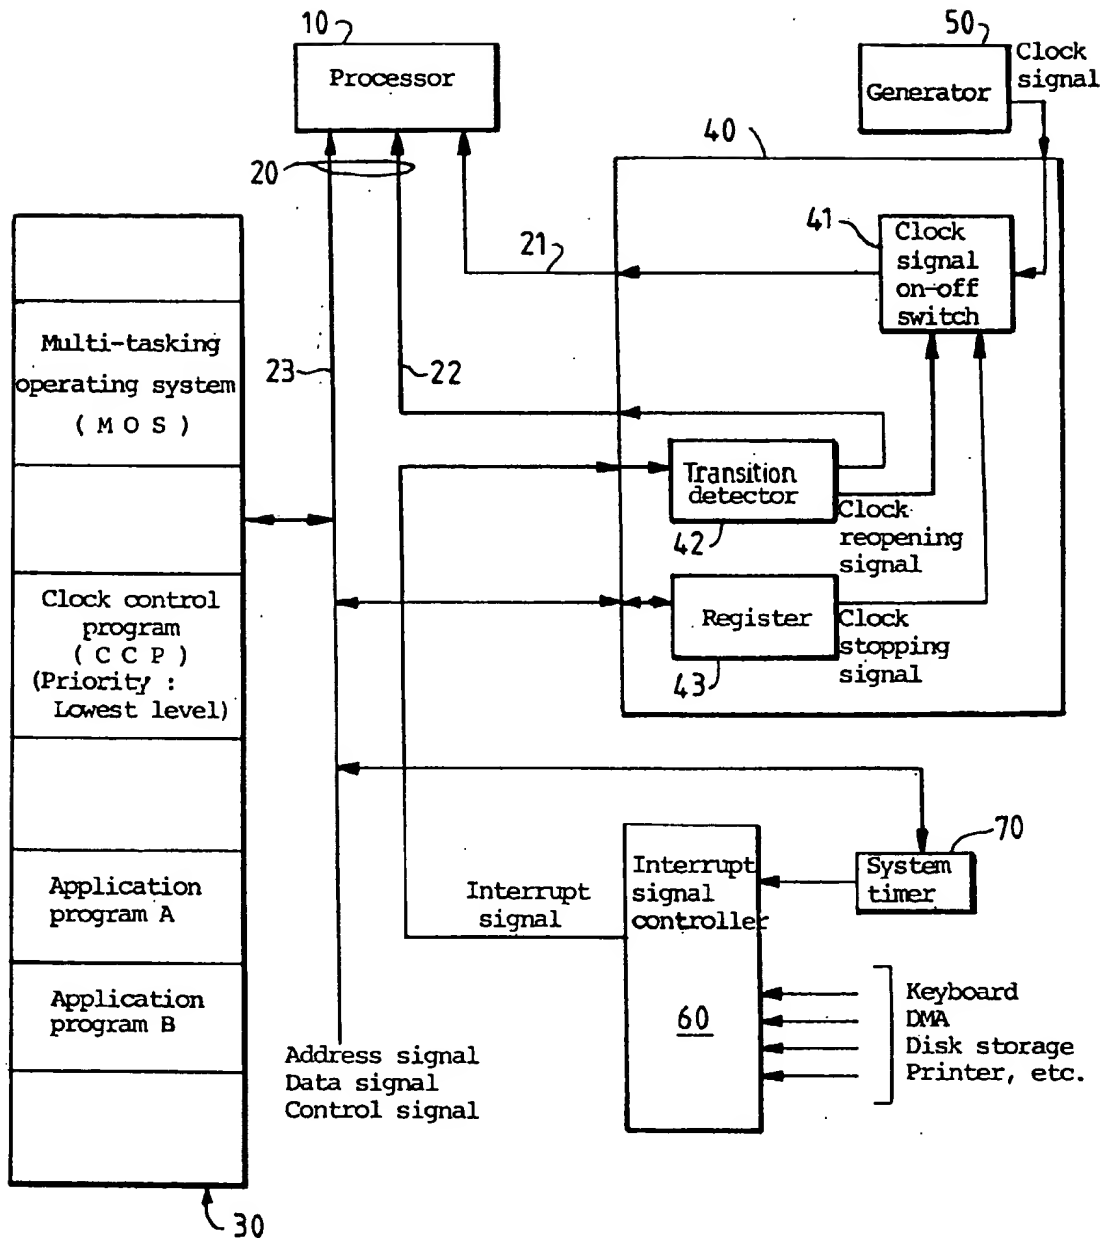 10
Processor
50
Clock
signal
Generator
40
20
41
Clock
signal
on-off
switch
21
Multi-tasking
operating system
( M O S )
23
22
Transition
detector
42
Clock
reopening
signal
Clock control
program
( C C P )
(Priority :
Lowest level)
Register
43
Clock
stopping
signal
70
System
timer
Interrupt
signal
controller
60
Interrupt
signal
Application
program A
Application
program B
Keyboard
DMA
Disk storage
Printer, etc.
Address signal
Data signal
Control signal
30